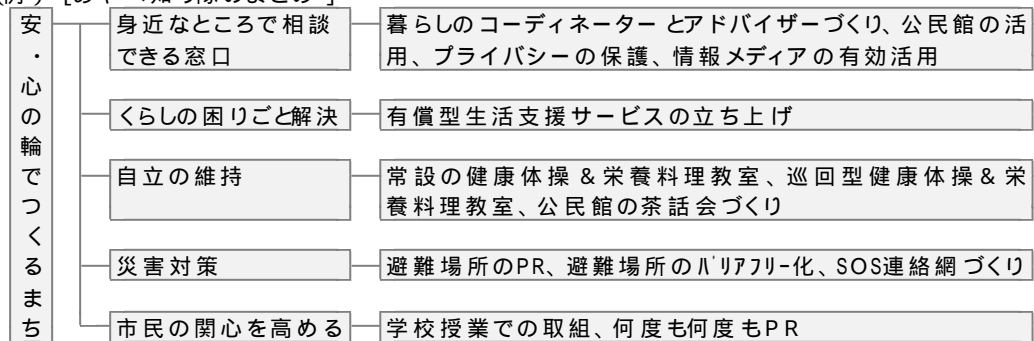 安・心の輪でつくるまち
身近なところで相談
できる窓口
暮らしのコーディネーターとアドバイザーづくり、公民館の活
用、プライバシーの保護、情報メディアの有効活用
くらしの困りごと解決
有償型生活支援サービスの立ち上げ
自立の維持
常設の健康体操&栄養料理教室、巡回型健康体操&栄
養料理教室、公民館の茶話会づくり
災害対策
避難場所のPR、避難場所のバリアフリー化、SOS連絡網づくり
市民の関心を高める
学校授業での取組、何度も何度もPR